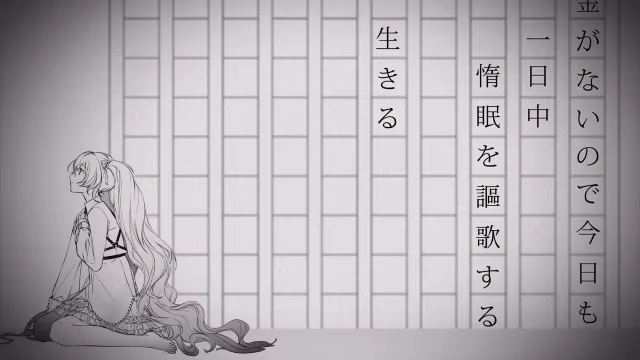 金がないので今日も
一日中
惰眠を謳歌する
生きる